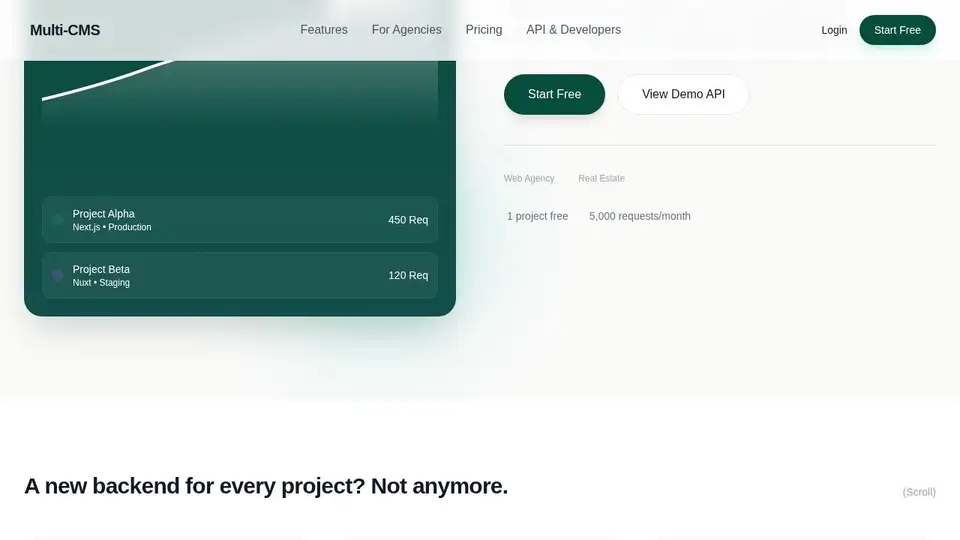 Multi-CMS
Features
For Agencies
Pricing
API & Developers
Login
Start Free
Project Alpha
Next.js • Production
450 Req
Project Beta
Nuxt • Staging
120 Req
Start Free
View Demo API
Web Agency
Real Estate
1 project free
5,000 requests/month
A new backend for every project? Not anymore.
(Scroll)